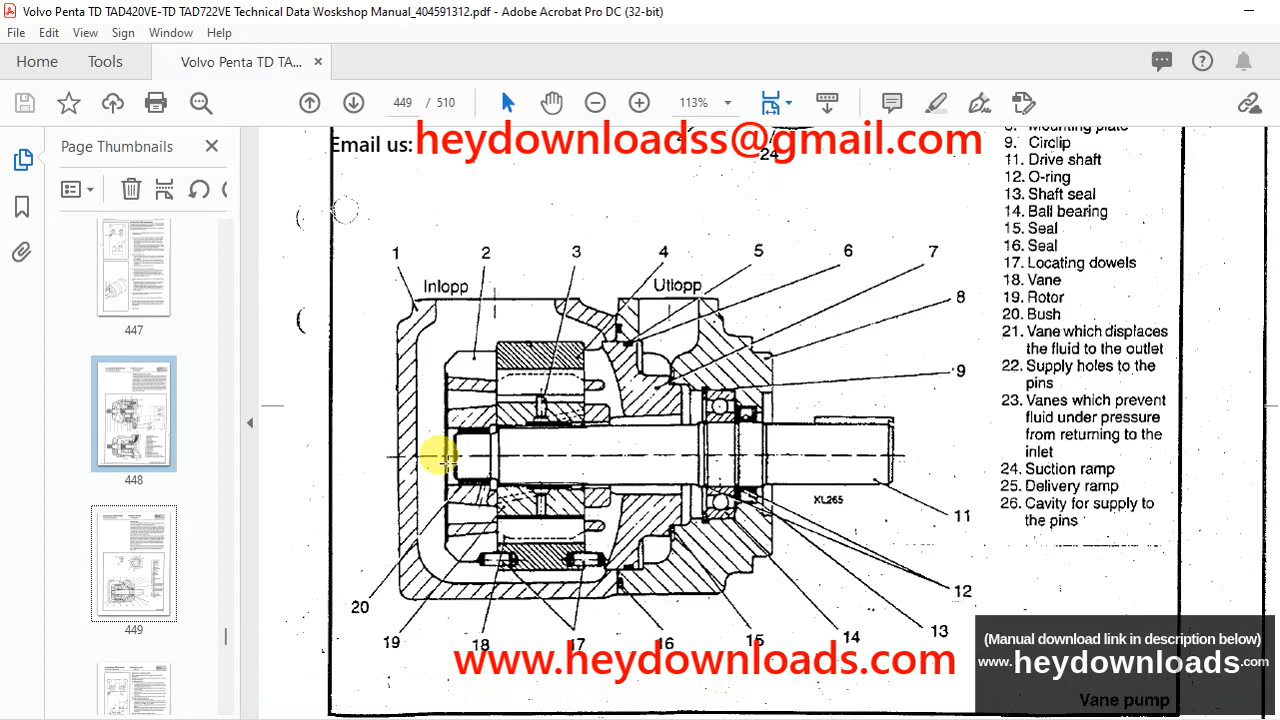 Volvo Penta TD TAD420VE-TD TAD722VE Technical Data Woskshop Manual_404591312.pdf - Adobe Acrobat Pro DC (32-bit)
File Edit View Sign Window Help
Home Tools Volvo Penta TD TA... ×
449 / 510 113%
Page Thumbnails
447
448
449
Email us: heydownloadss@gmail.com
24
8. Mounting plate
9. Circlip
11. Drive shaft
12. O-ring
13. Shaft seal
14. Ball bearing
15. Seal
16. Seal
17. Locating dowels
18. Vane
19. Rotor
20. Bush
21. Vane which displaces
the fluid to the outlet
22. Supply holes to the
pins
23. Vanes which prevent
fluid under pressure
from returning to the
inlet
24. Suction ramp
25. Delivery ramp
26. Cavity for supply to
the pins
1 2 3 4 5 6 7
Inlopp Utlopp
8
9
XL265
11
12
13
20
19 18 17 16 15 14
www.heydownloads.com
(Manual download link in description below)
www.heydownloads.com
Vane pump